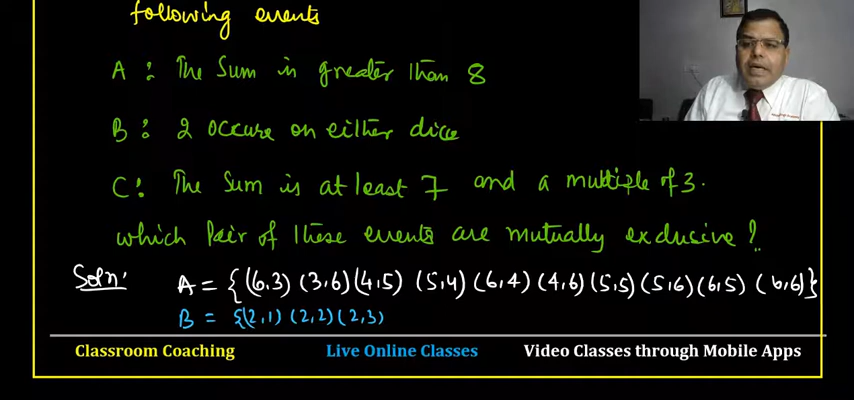 following events
A : The Sum is greater than 8
B : 2 occurs on either dice
C : The Sum is at least 7 and a multiple of 3.
which Pair of these events are mutually exclusive ?
Soln: A = {(6,3) (3,6) (4,5) (5,4) (6,4) (4,6) (5,5) (5,6) (6,5) (6,6)}
B = {(2,1) (2,2) (2,3)
Classroom Coaching Live Online Classes Video Classes through Mobile Apps